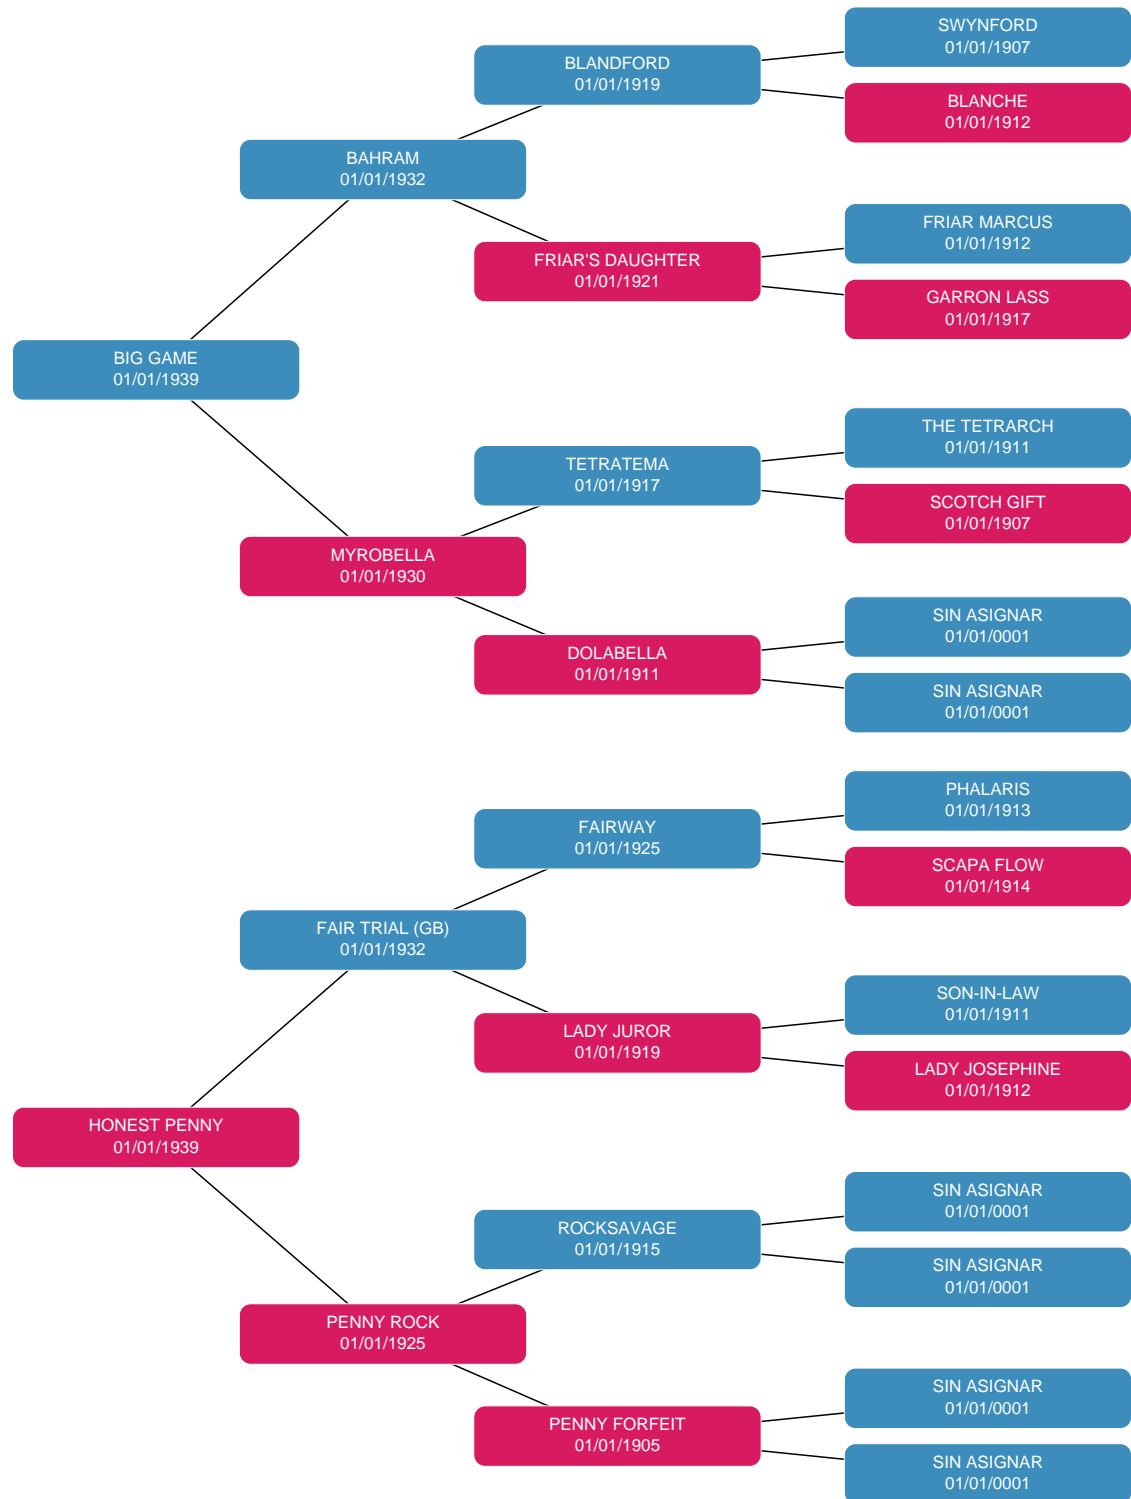 SWYNFORD
01/01/1907
BLANDFORD
01/01/1919
BLANCHE
01/01/1912
BAHRAM
01/01/1932
FRIAR MARCUS
01/01/1912
FRIAR'S DAUGHTER
01/01/1921
GARRON LASS
01/01/1917
BIG GAME
01/01/1939
THE TETRARCH
01/01/1911
TETRATEMA
01/01/1917
SCOTCH GIFT
01/01/1907
MYROBELLA
01/01/1930
SIN ASIGNAR
01/01/0001
DOLABELLA
01/01/1911
SIN ASIGNAR
01/01/0001
PHALARIS
01/01/1913
FAIRWAY
01/01/1925
SCAPA FLOW
01/01/1914
FAIR TRIAL (GB)
01/01/1932
SON-IN-LAW
01/01/1911
LADY JUROR
01/01/1919
LADY JOSEPHINE
01/01/1912
HONEST PENNY
01/01/1939
SIN ASIGNAR
01/01/0001
ROCKSAVAGE
01/01/1915
SIN ASIGNAR
01/01/0001
PENNY ROCK
01/01/1925
SIN ASIGNAR
01/01/0001
PENNY FORFEIT
01/01/1905
SIN ASIGNAR
01/01/0001